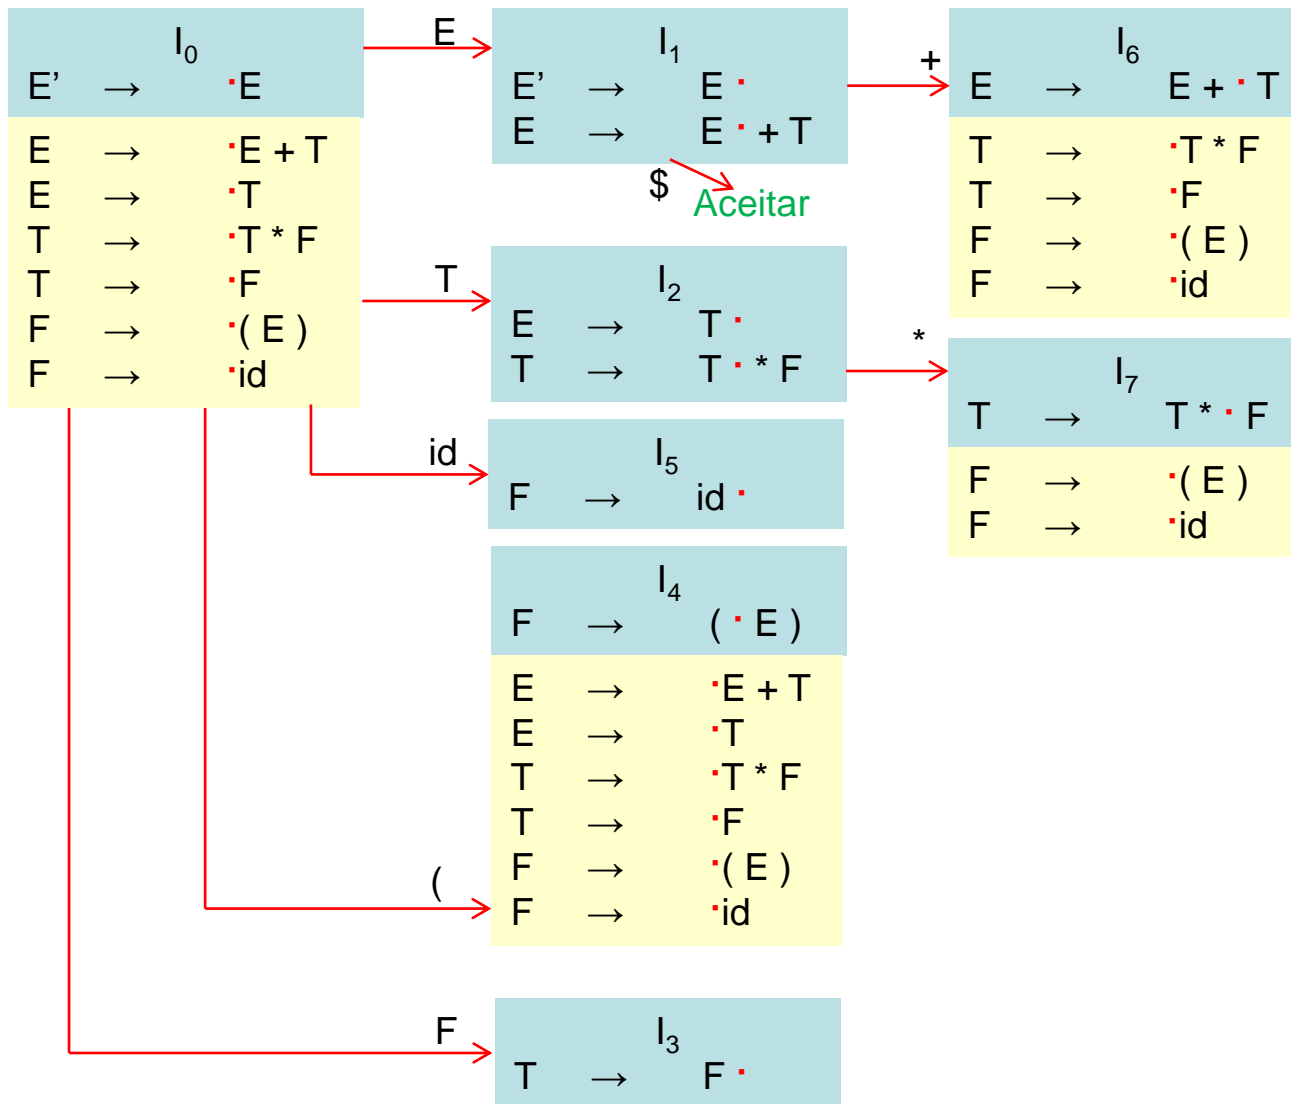 I₀
E’ → ·E
E → ·E + T
E → ·T
T → ·T * F
T → ·F
F → ·( E )
F → ·id
E
I₁
E’ → E ·
E → E · + T
$
Aceitar
+
I₆
E → E + · T
T → ·T * F
T → ·F
F → ·( E )
F → ·id
T
I₂
E → T ·
T → T · * F
*
I₇
T → T * · F
F → ·( E )
F → ·id
id
I₅
F → id ·
(
I₄
F → ( · E )
E → ·E + T
E → ·T
T → ·T * F
T → ·F
F → ·( E )
F → ·id
F
I₃
T → F ·